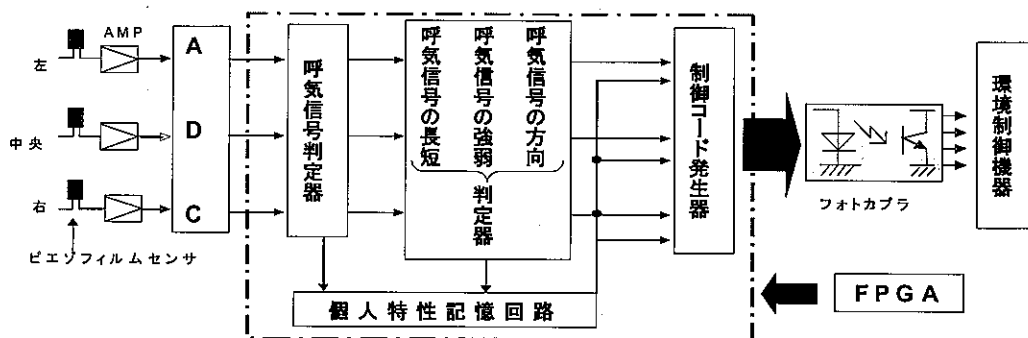 左
中央
右
AMP
ピエゾフィルムセンサ
A
D
C
呼気信号判定器
呼気信号の長短
呼気信号の強弱
呼気信号の方向
判定器
個人特性記憶回路
制御コード発生器
フォトカプラ
環境制御機器
FPGA